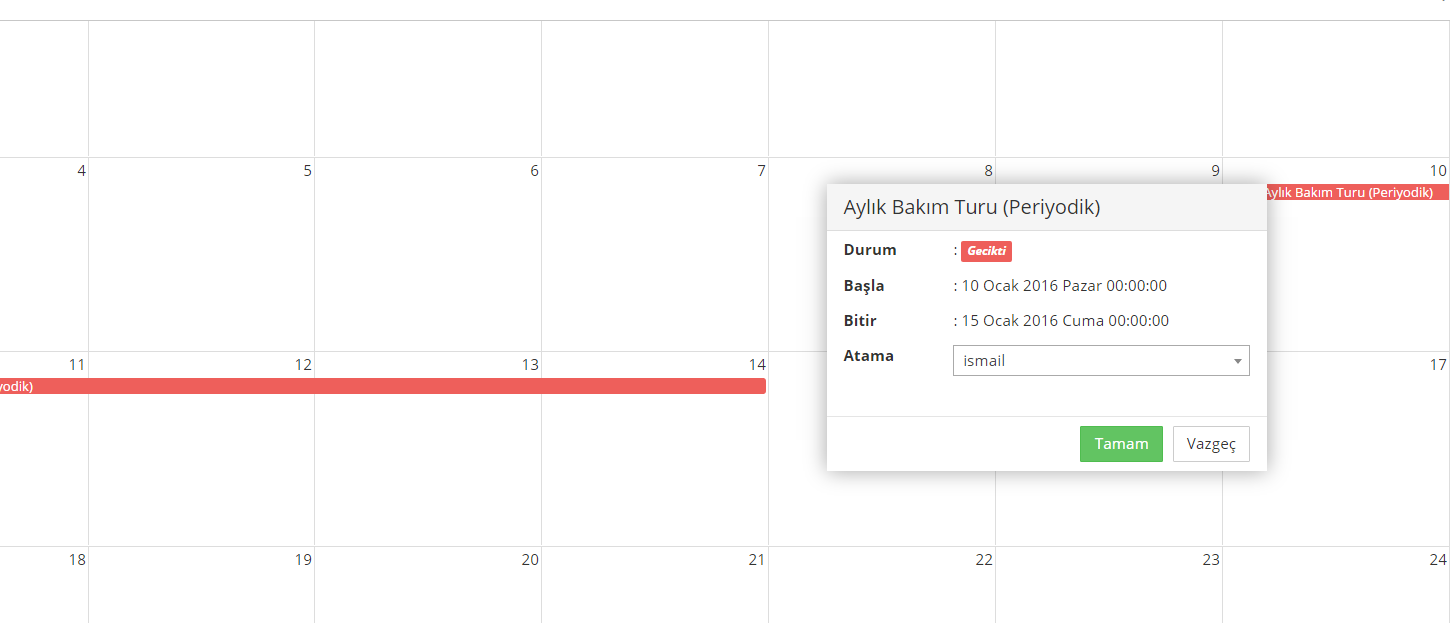 4 5 6 7 8 9 10
Aylık Bakım Turu (Periyodik)
Aylık Bakım Turu (Periyodik)
Durum : Gecikti
Başla : 10 Ocak 2016 Pazar 00:00:00
Bitir : 15 Ocak 2016 Cuma 00:00:00
Atama ismail
Tamam Vazgeç
11 12 13 14 17
yodik)
18 19 20 21 22 23 24